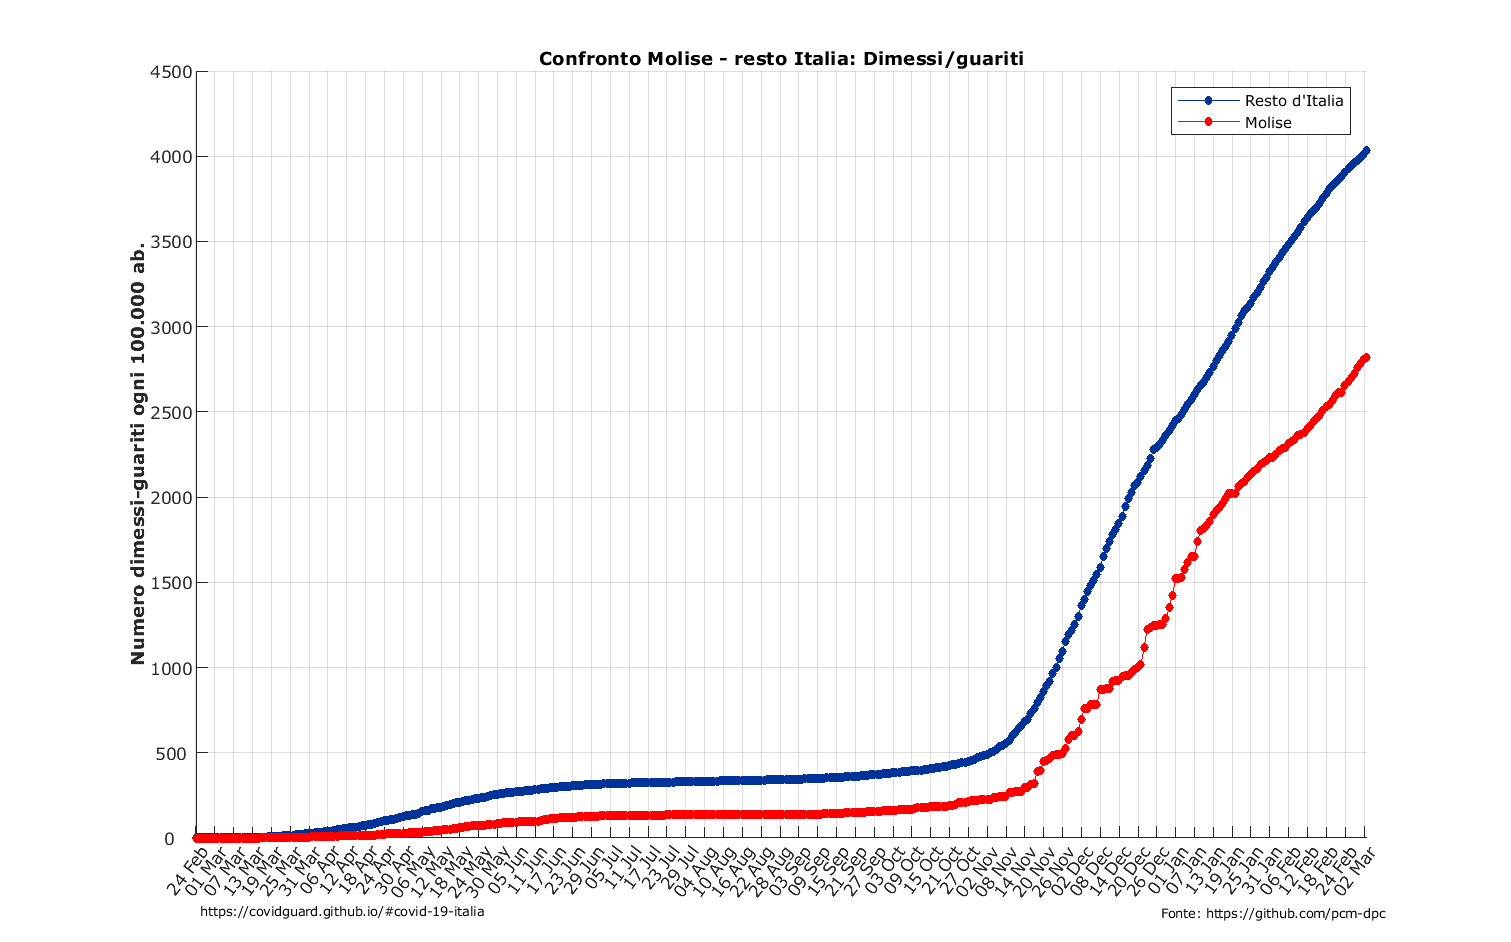 Confronto Molise - resto Italia: Dimessi/guariti
Resto d'Italia
Molise
Numero dimessi-guariti ogni 100.000 ab.
4500
4000
3500
3000
2500
2000
1500
1000
500
0
24 Feb
01 Mar
07 Mar
13 Mar
19 Mar
25 Mar
31 Mar
06 Apr
12 Apr
18 Apr
24 Apr
30 Apr
06 May
12 May
18 May
24 May
30 May
05 Jun
11 Jun
17 Jun
23 Jun
29 Jun
05 Jul
11 Jul
17 Jul
23 Jul
29 Jul
04 Aug
10 Aug
16 Aug
22 Aug
28 Aug
03 Sep
09 Sep
15 Sep
21 Sep
27 Sep
03 Oct
09 Oct
15 Oct
21 Oct
27 Oct
02 Nov
08 Nov
14 Nov
20 Nov
26 Nov
02 Dec
08 Dec
14 Dec
20 Dec
26 Dec
01 Jan
07 Jan
13 Jan
19 Jan
25 Jan
31 Jan
06 Feb
12 Feb
18 Feb
24 Feb
02 Mar
https://covidguard.github.io/#covid-19-italia
Fonte: https://github.com/pcm-dpc